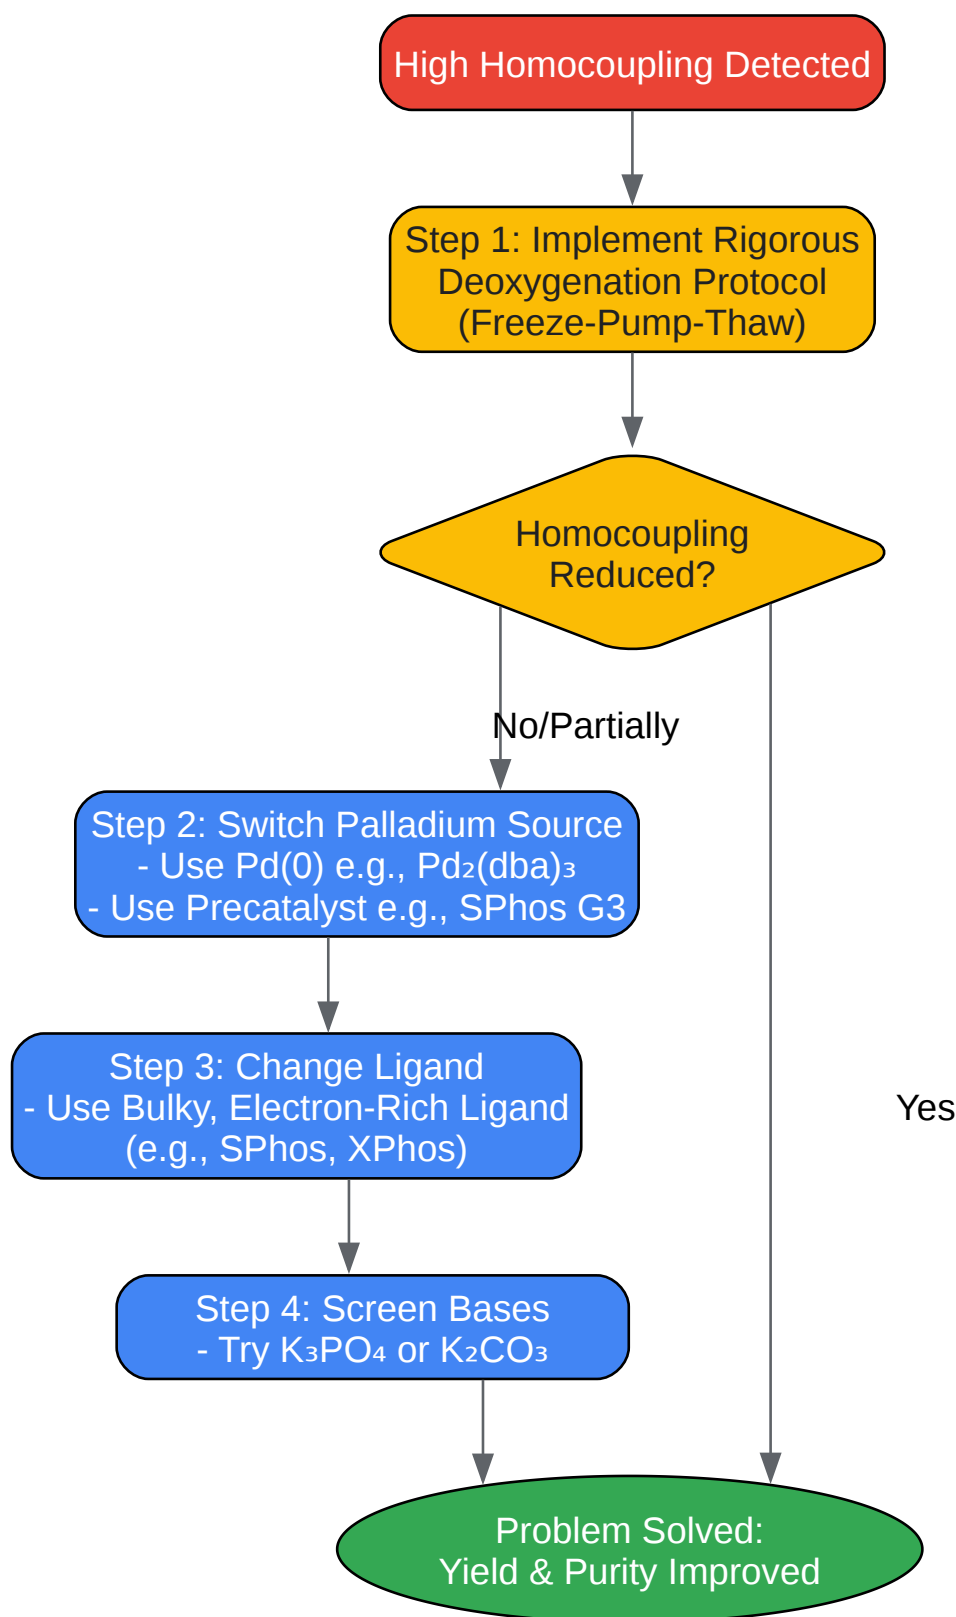 High Homocoupling Detected
Step 1: Implement Rigorous
Deoxygenation Protocol
(Freeze-Pump-Thaw)
Homocoupling
Reduced?
No/Partially
Step 2: Switch Palladium Source
- Use Pd(0) e.g., Pd₂(dba)₃
- Use Precatalyst e.g., SPhos G3
Step 3: Change Ligand
- Use Bulky, Electron-Rich Ligand
(e.g., SPhos, XPhos)
Yes
Step 4: Screen Bases
- Try K₃PO₄ or K₂CO₃
Problem Solved:
Yield & Purity Improved